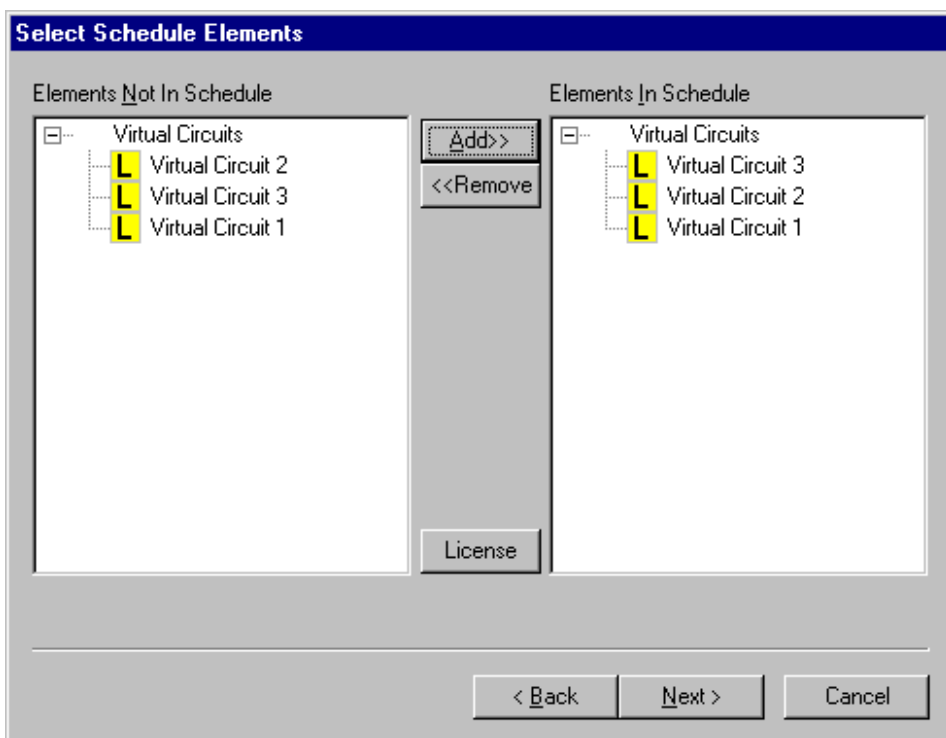 Select Schedule Elements
Elements Not In Schedule
Elements In Schedule
Virtual Circuits
L Virtual Circuit 2
L Virtual Circuit 3
L Virtual Circuit 1
Add>>
<<Remove
License
Virtual Circuits
L Virtual Circuit 3
L Virtual Circuit 2
L Virtual Circuit 1
< Back
Next >
Cancel